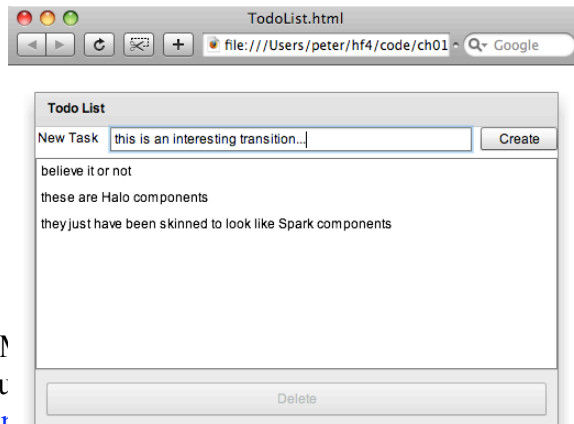 TodoList.html
file:///Users/peter/hf4/code/ch01
Google
Todo List
New Task this is an interesting transition... Create
believe it or not
these are Halo components
they just have been skinned to look like Spark components
Delete